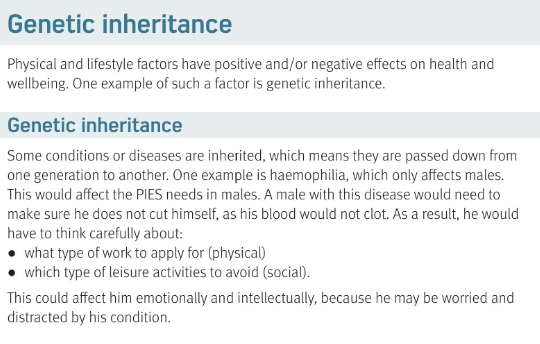 Genetic inheritance
Physical and lifestyle factors have positive and/or negative effects on health and
wellbeing. One example of such a factor is genetic inheritance.
Genetic inheritance
Some conditions or diseases are inherited, which means they are passed down from
one generation to another. One example is haemophilia, which only affects males.
This would affect the PIES needs in males. A male with this disease would need to
make sure he does not cut himself, as his blood would not clot. As a result, he would
have to think carefully about:
● what type of work to apply for (physical)
● which type of leisure activities to avoid (social).
This could affect him emotionally and intellectually, because he may be worried and
distracted by his condition.